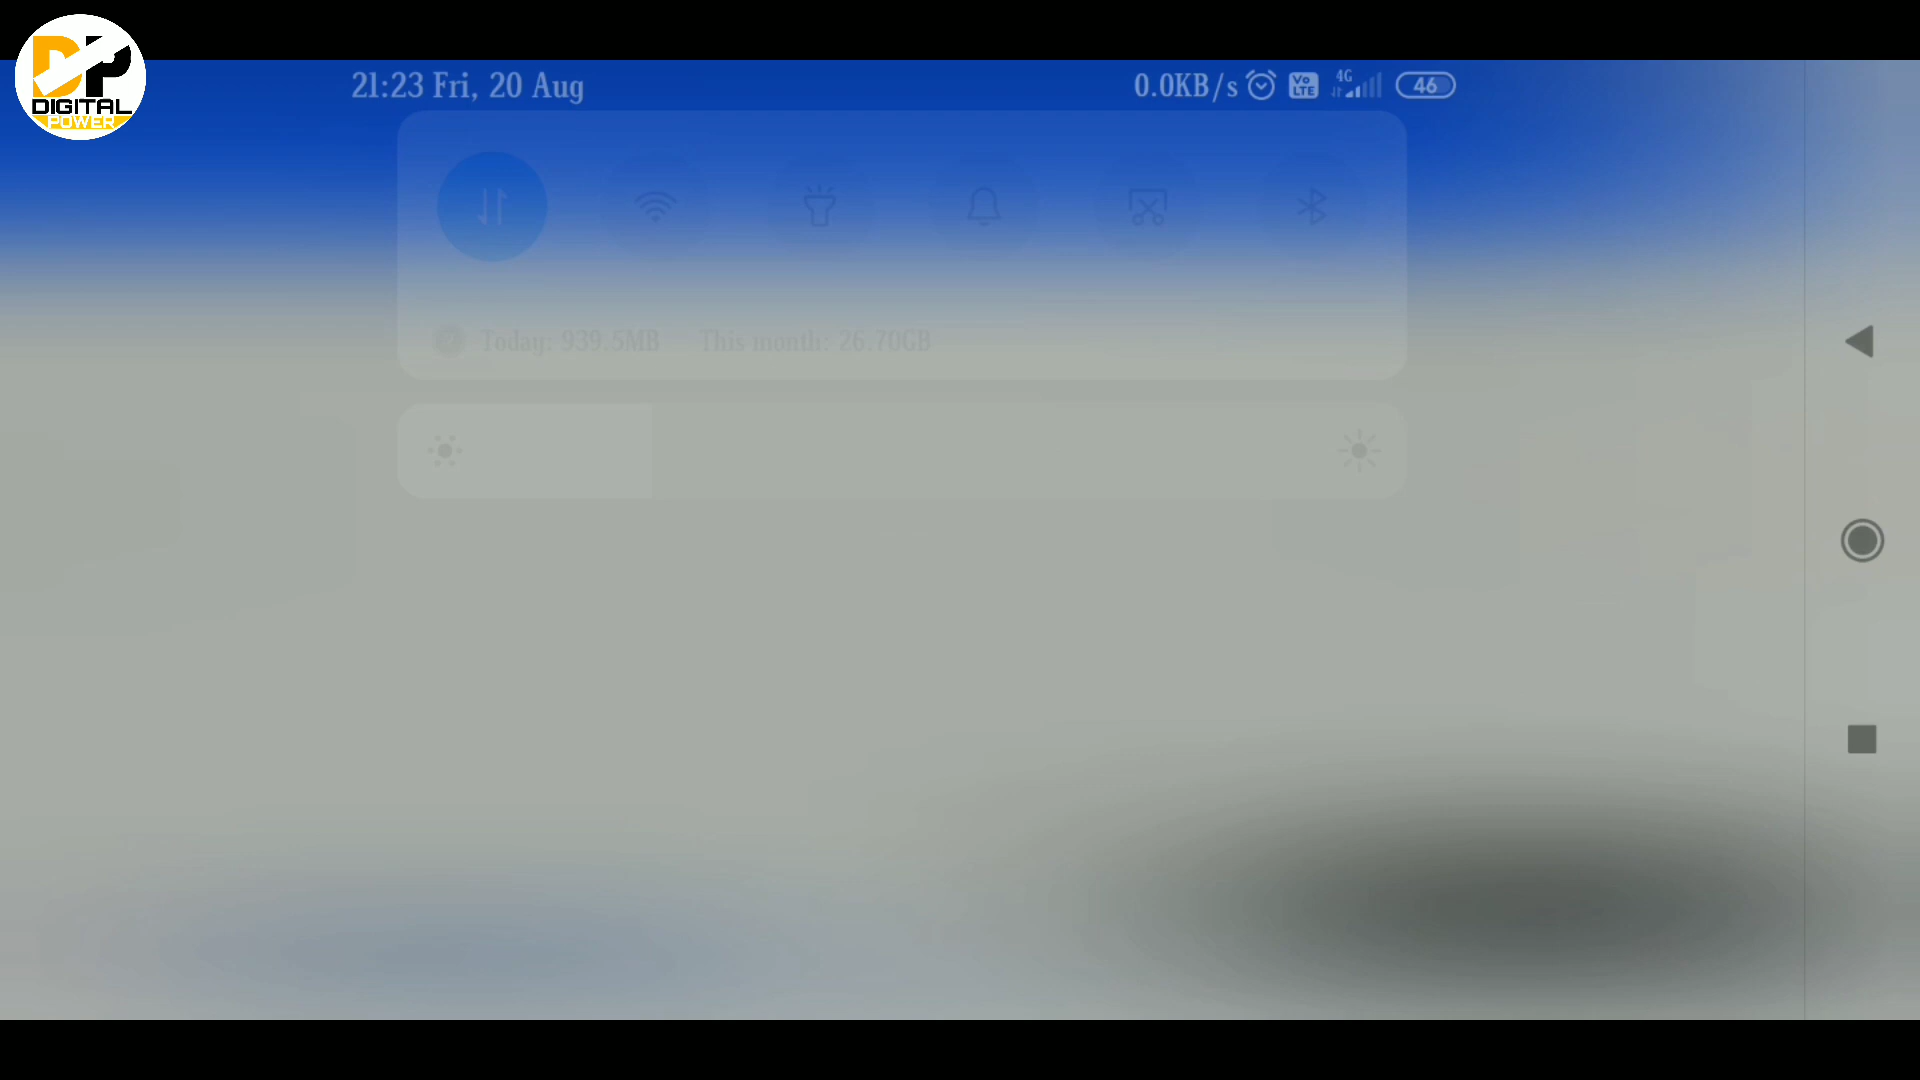 DP
DIGITAL
POWER
21:23 Fri, 20 Aug
0.0KB/s Vo LTE 4G 46
Today: 939.5MB This month: 26.70GB